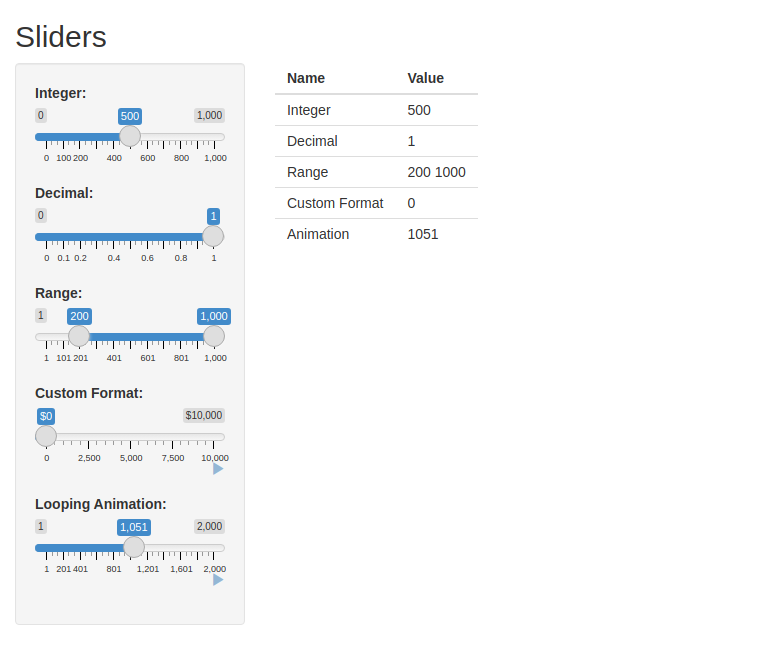 Sliders
Integer:
0 500 1,000
0 100 200 400 600 800 1,000
Decimal:
0 1
0 0.1 0.2 0.4 0.6 0.8 1
Range:
1 200 1,000
1 101 201 401 601 801 1,000
Custom Format:
$0 $10,000
0 2,500 5,000 7,500 10,000
Looping Animation:
1 1,051 2,000
1 201 401 801 1,201 1,601 2,000
Name Value
Integer 500
Decimal 1
Range 200 1000
Custom Format 0
Animation 1051